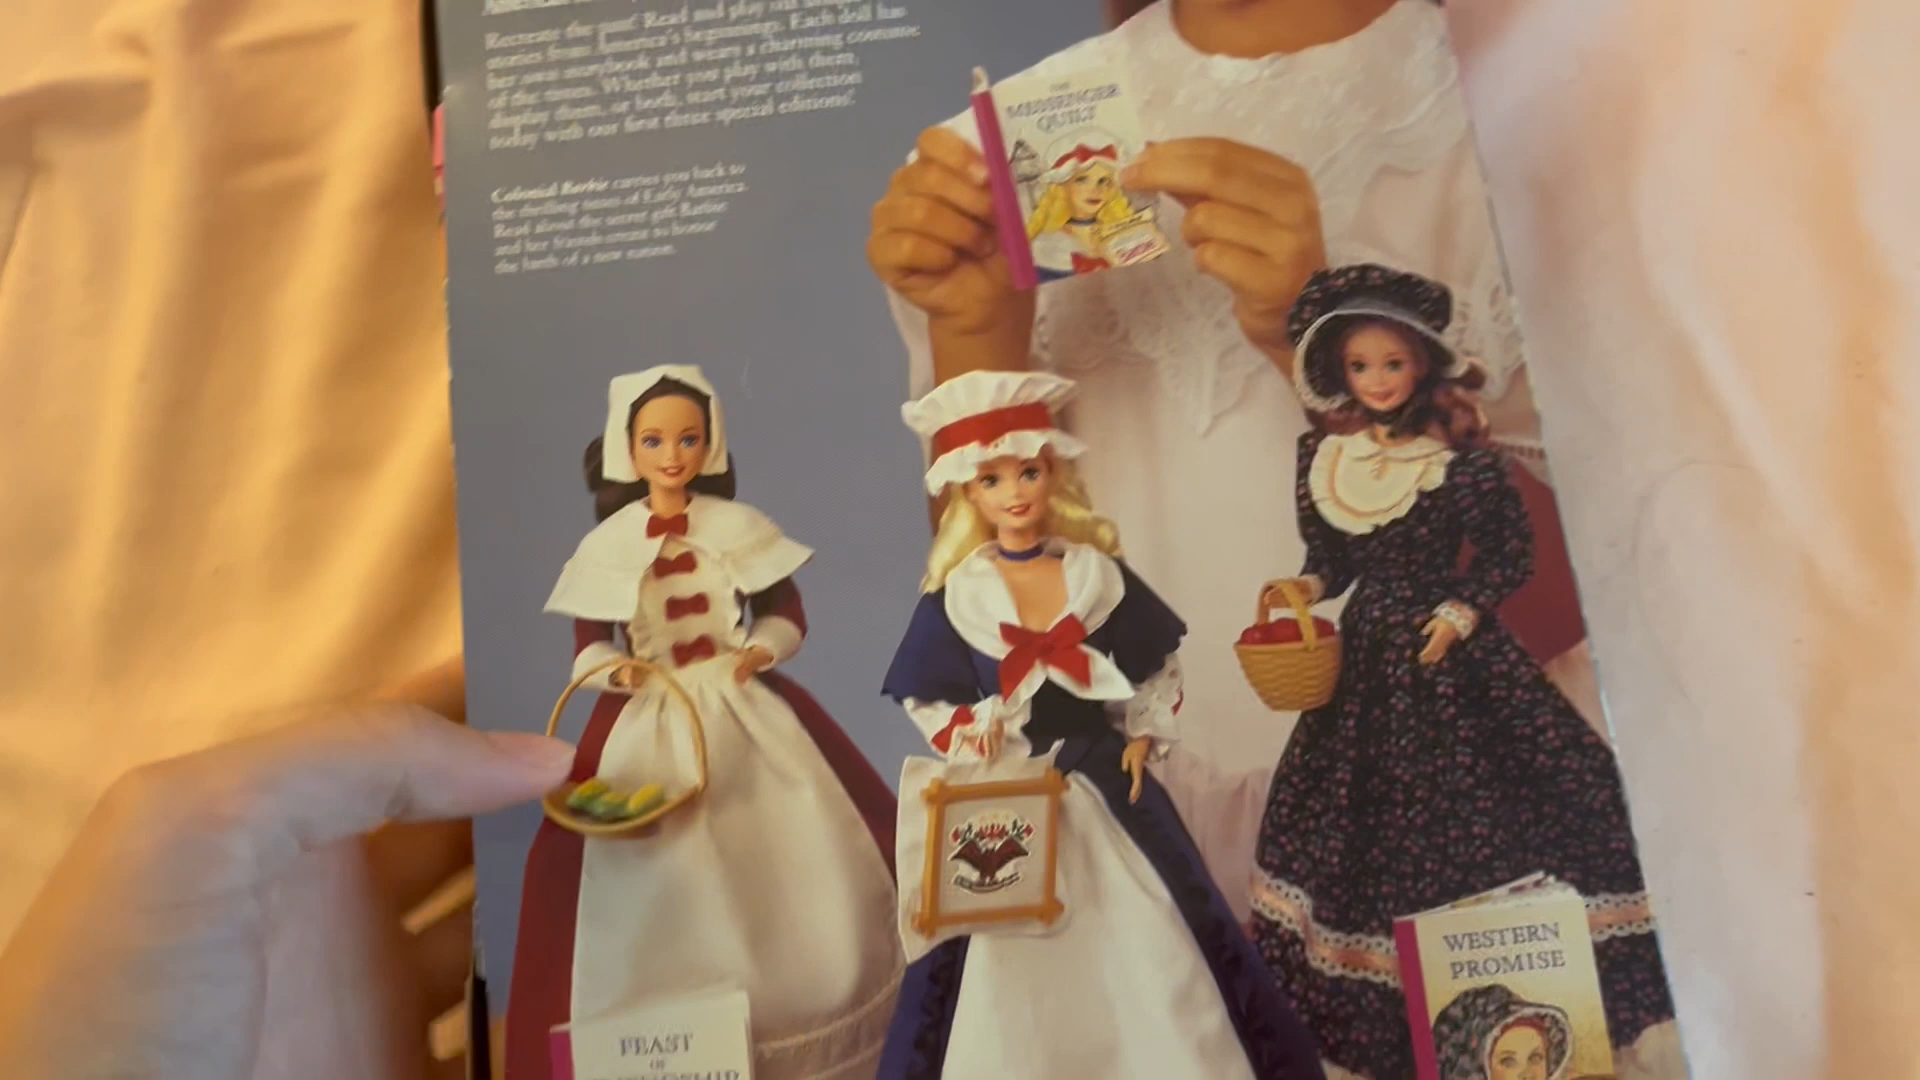 Recreate the past! Read and play out
stories from America's beginnings. Each doll has
her own storybook and wears a charming costume
of the times. Whether you play with them,
display them, or both, start your collection
today with our first three special editions!
Colonial Barbie carries you back to
the thrilling times of Early America.
Read about the secret gift Barbie
and her friends create to honor
the birth of a new nation.
THE
MESSENGER
QUILT
Barbie
WESTERN
PROMISE
FEAST
OF